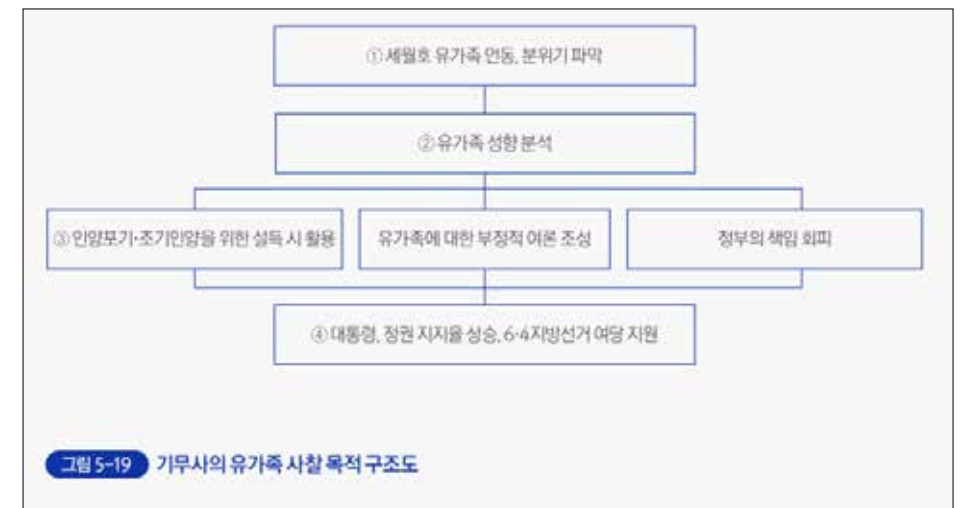 ① 세월호 유가족 언동, 분위기 파악
② 유가족 성향 분석
③ 인양포기·조기인양을 위한 설득 시 활용
유가족에 대한 부정적 여론 조성
정부의 책임 회피
④ 대통령, 정권 지지율 상승, 6·4지방선거 여당 지원
그림 5-19 기무사의 유가족 사찰 목적 구조도